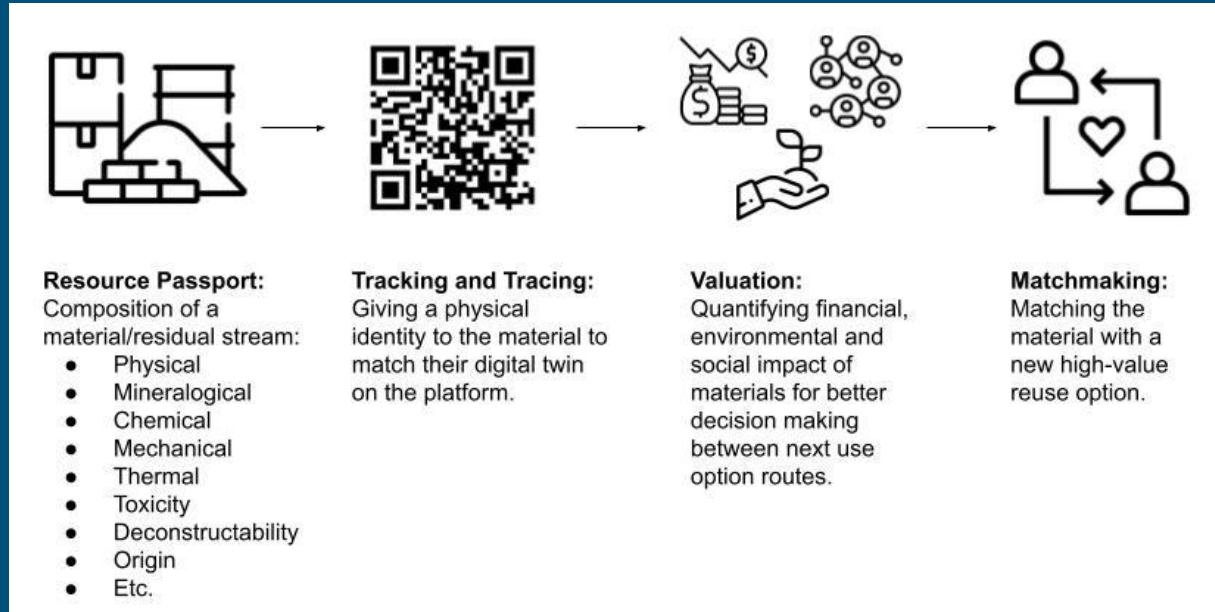 Resource Passport:
Composition of a
material/residual stream:
● Physical
● Mineralogical
● Chemical
● Mechanical
● Thermal
● Toxicity
● Deconstructability
● Origin
● Etc.
Tracking and Tracing:
Giving a physical
identity to the material to
match their digital twin
on the platform.
$
$
Valuation:
Quantifying financial,
environmental and
social impact of
materials for better
decision making
between next use
option routes.
Matchmaking:
Matching the
material with a
new high-value
reuse option.